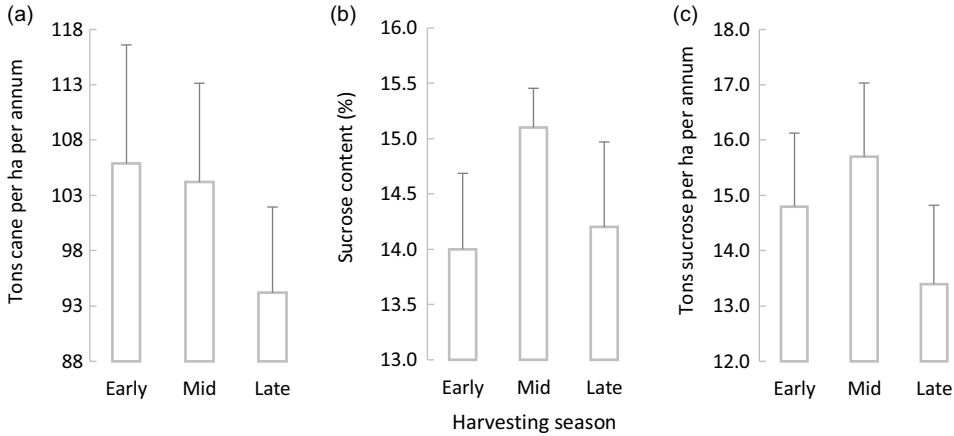 (a)
Tons cane per ha per annum
118
113
108
103
98
93
88
Early Mid Late
(b)
Sucrose content (%)
16.0
15.5
15.0
14.5
14.0
13.5
13.0
Early Mid Late
Harvesting season
(c)
Tons sucrose per ha per annum
18.0
17.0
16.0
15.0
14.0
13.0
12.0
Early Mid Late